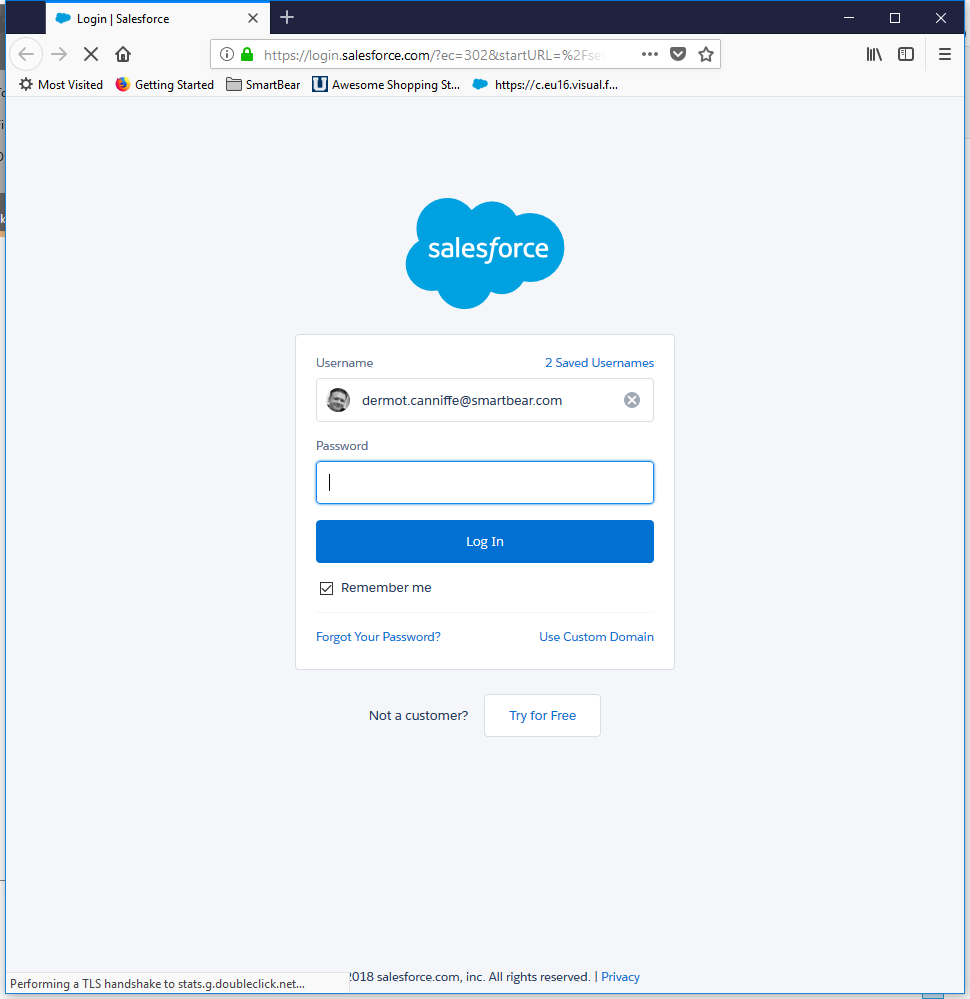 Login | Salesforce
https://login.salesforce.com/?ec=302&startURL=%2Fse
Most Visited Getting Started SmartBear Awesome Shopping St... https://c.eu16.visual.f...
salesforce
Username 2 Saved Usernames
dermot.canniffe@smartbear.com
Password
Log In
Remember me
Forgot Your Password? Use Custom Domain
Not a customer? Try for Free
2018 salesforce.com, inc. All rights reserved. | Privacy
Performing a TLS handshake to stats.g.doubleclick.net...